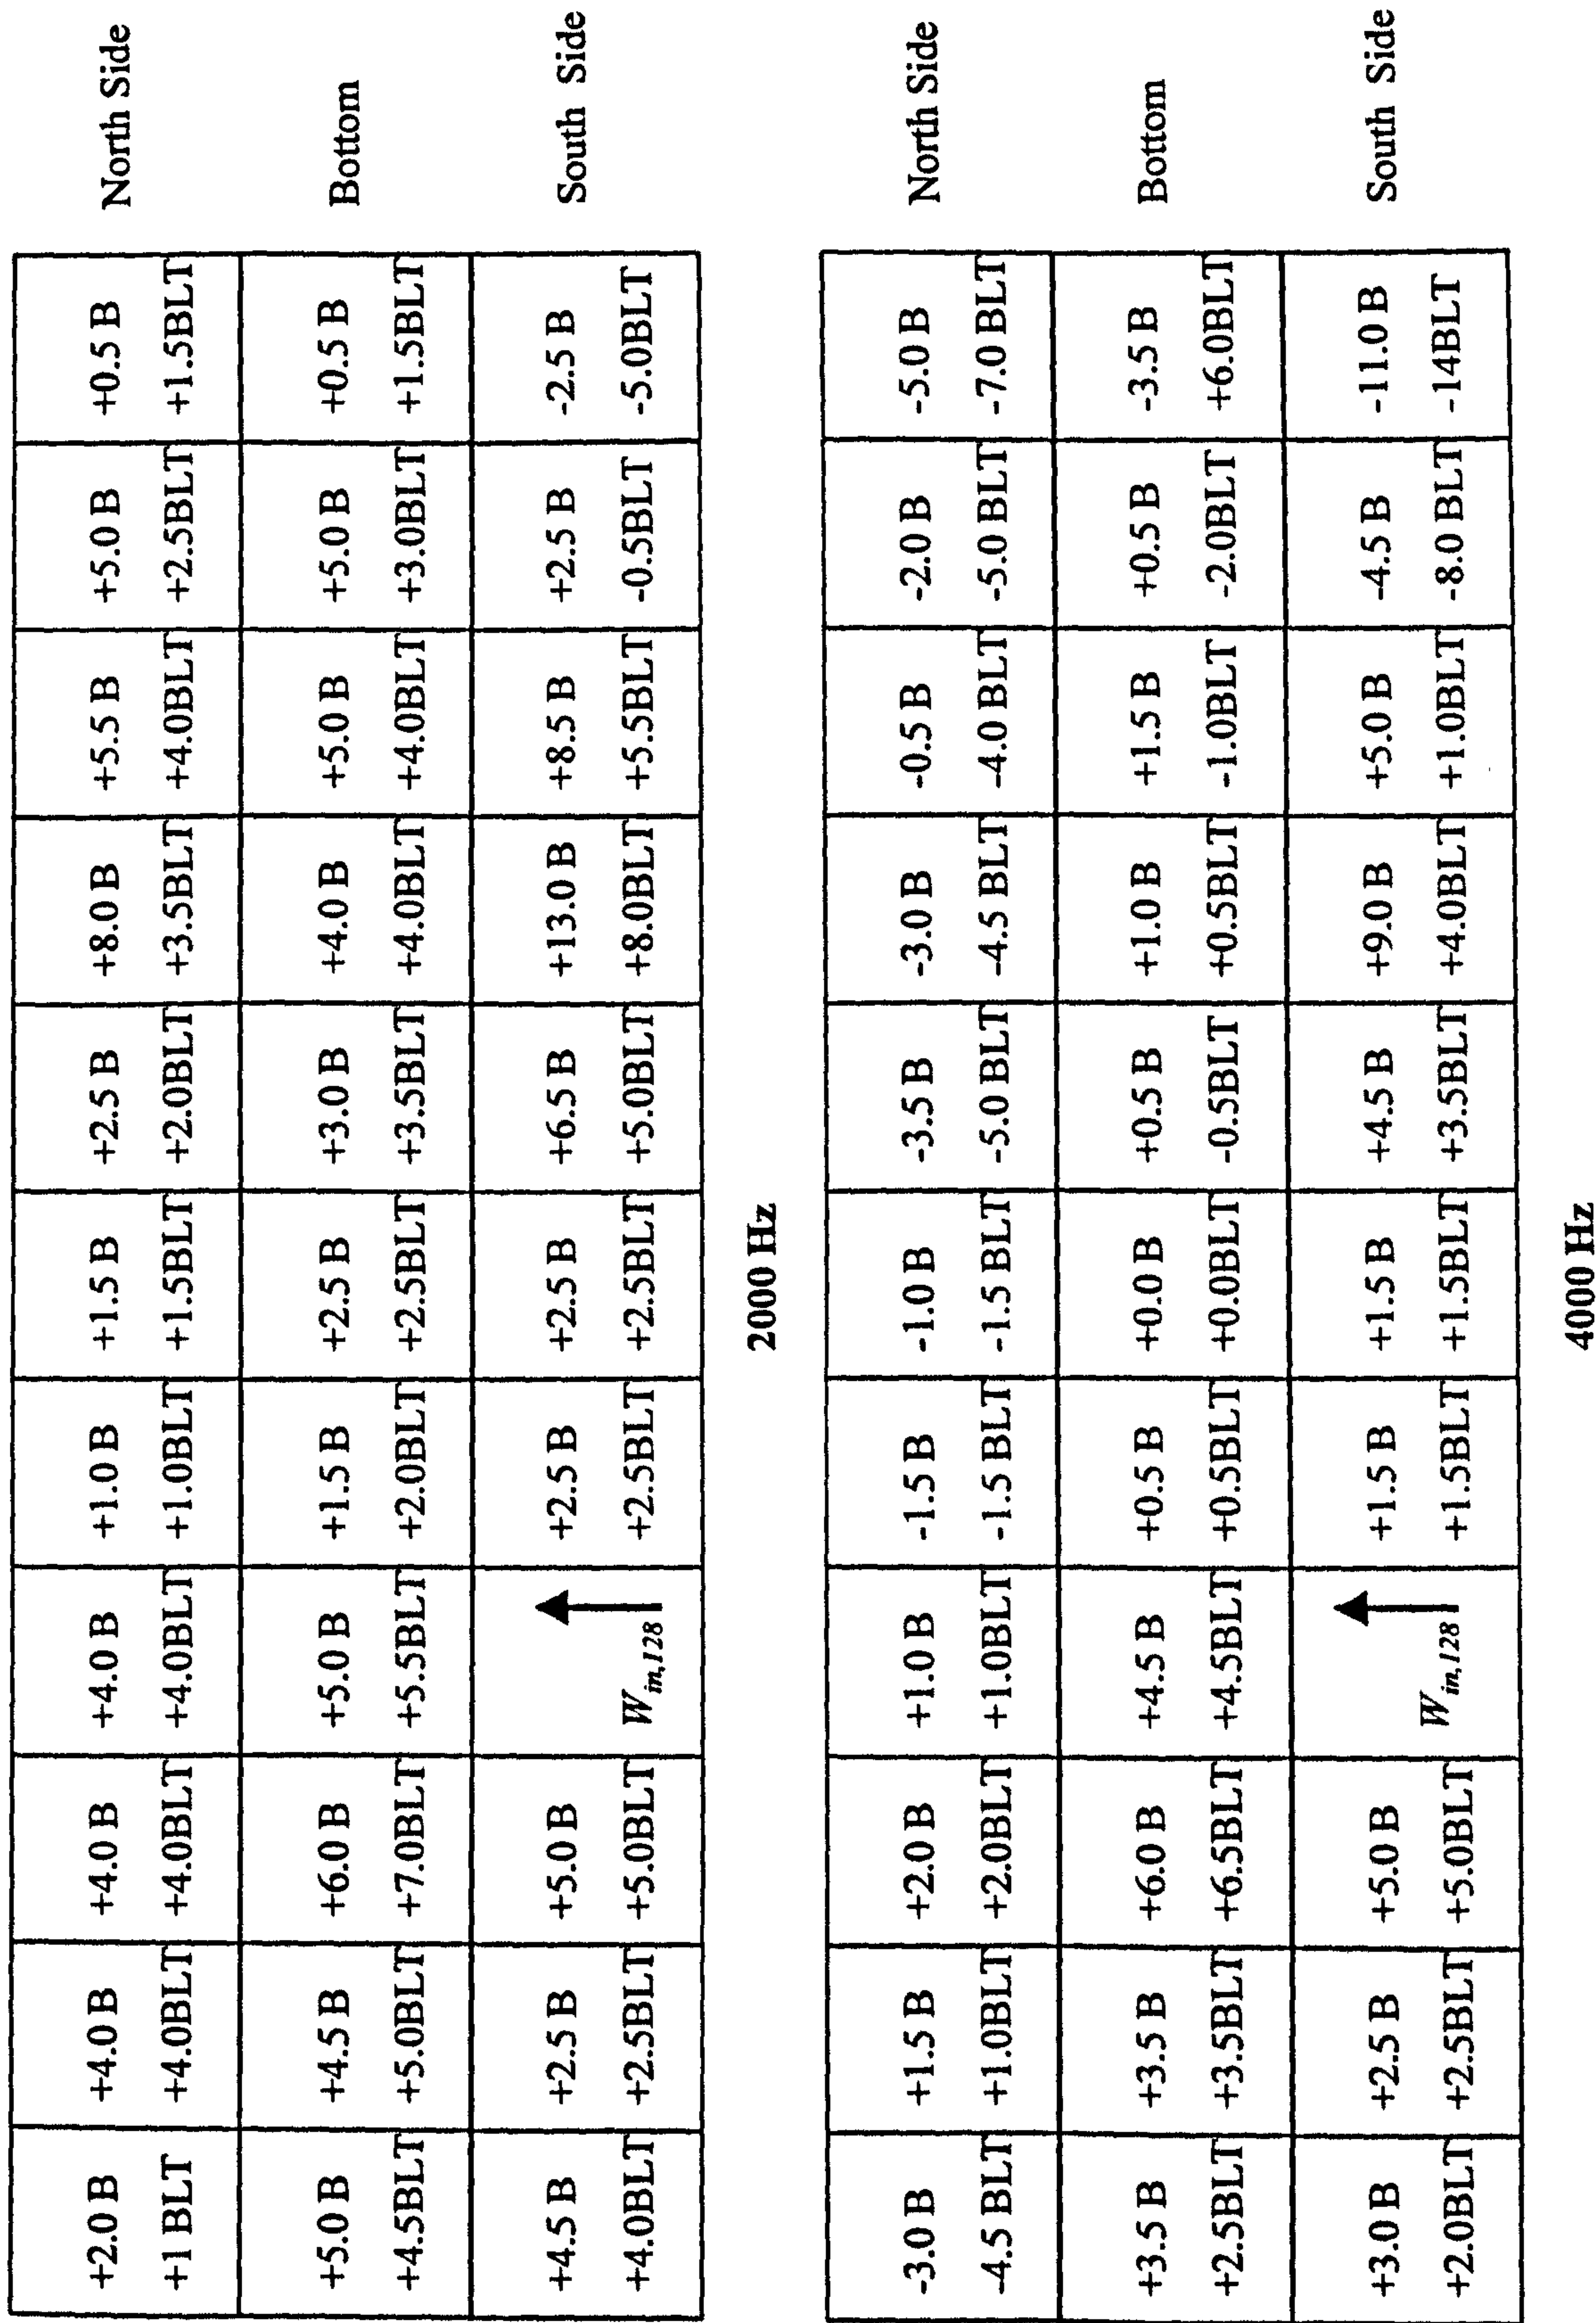 +2.0 B +4.0 B +4.0 B +4.0 B +1.0 B +1.5 B +2.5 B +8.0 B +5.5 B +5.0 B +0.5 B North Side
+1 BLT +4.0BLT +4.0BLT +4.0BLT +1.0BLT +1.5BLT +2.0BLT +3.5BLT +4.0BLT +2.5BLT +1.5BLT
+5.0 B +4.5 B +6.0 B +5.0 B +1.5 B +2.5 B +3.0 B +4.0 B +5.0 B +5.0 B +0.5 B Bottom
+4.5BLT +5.0BLT +7.0BLT +5.5BLT +2.0BLT +2.5BLT +3.5BLT +4.0BLT +4.0BLT +3.0BLT +1.5BLT
+4.5 B +2.5 B +5.0 B +2.5 B +2.5 B +6.5 B +13.0 B +8.5 B +2.5 B -2.5 B South Side
+4.0BLT +2.5BLT +5.0BLT W in,128 +2.5BLT +2.5BLT +5.0BLT +8.0BLT +5.5BLT -0.5BLT -5.0BLT
2000 Hz
-3.0 B +1.5 B +2.0 B +1.0 B -1.5 B -1.0 B -3.5 B -3.0 B -0.5 B -2.0 B -5.0 B North Side
-4.5 BLT +1.0BLT +2.0BLT +1.0BLT -1.5 BLT -1.5 BLT -5.0 BLT -4.5 BLT -4.0 BLT -5.0 BLT -7.0 BLT
+3.5 B +3.5 B +6.0 B +4.5 B +0.5 B +0.0 B +0.5 B +1.0 B +1.5 B +0.5 B -3.5 B Bottom
+2.5BLT +3.5BLT +6.5BLT +4.5BLT +0.5BLT +0.0BLT -0.5BLT +0.5BLT -1.0BLT -2.0BLT +6.0BLT
+3.0 B +2.5 B +5.0 B +1.5 B +1.5 B +4.5 B +9.0 B +5.0 B -4.5 B -11.0 B South Side
+2.0BLT +2.5BLT +5.0BLT W in,128 +1.5BLT +1.5BLT +3.5BLT +4.0BLT +1.0BLT -8.0 BLT -14BLT
4000 Hz